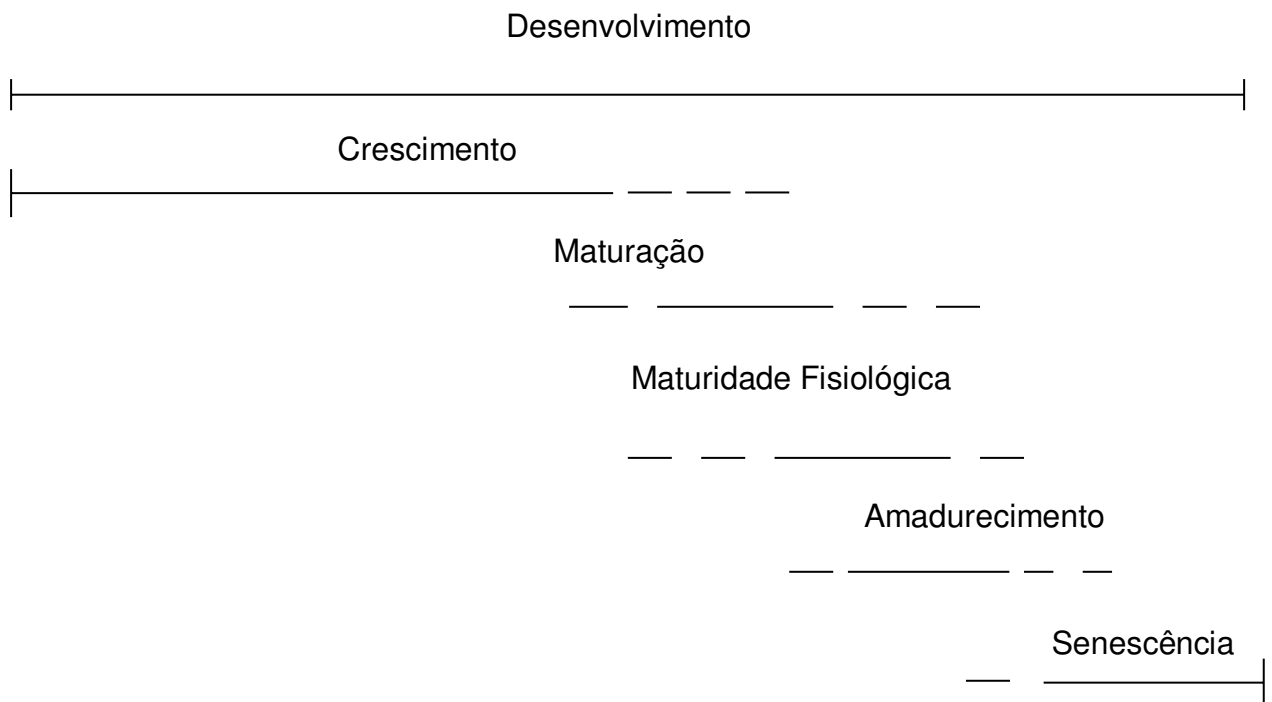 Desenvolvimento
Crescimento
Maturação
Maturidade Fisiológica
Amadurecimento
Senescência